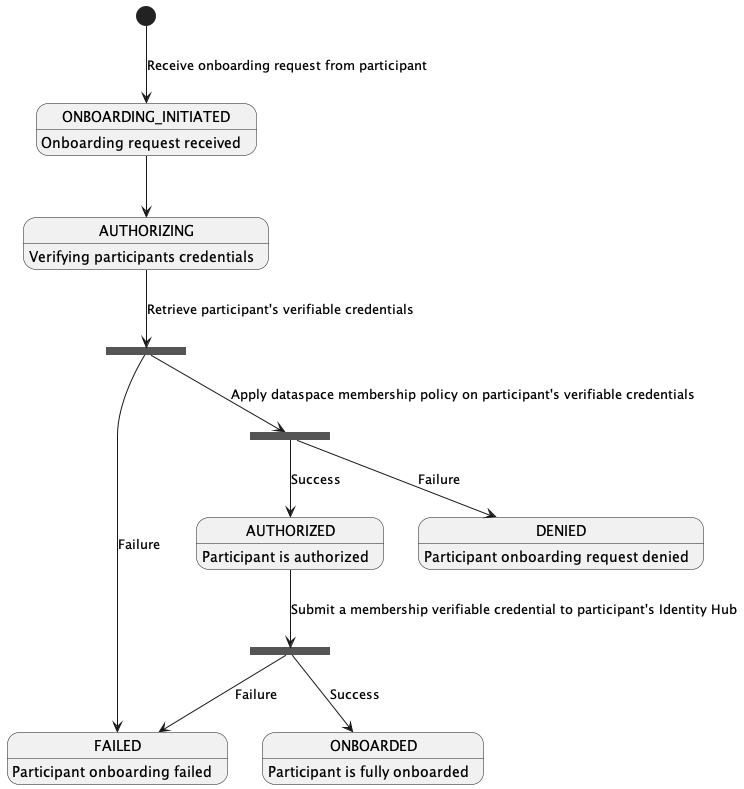 Receive onboarding request from participant
ONBOARDING_INITIATED
Onboarding request received
AUTHORIZING
Verifying participants credentials
Retrieve participant's verifiable credentials
Apply dataspace membership policy on participant's verifiable credentials
Success
Failure
AUTHORIZED
Participant is authorized
DENIED
Participant onboarding request denied
Failure
Submit a membership verifiable credential to participant's Identity Hub
Failure
Success
FAILED
Participant onboarding failed
ONBOARDED
Participant is fully onboarded